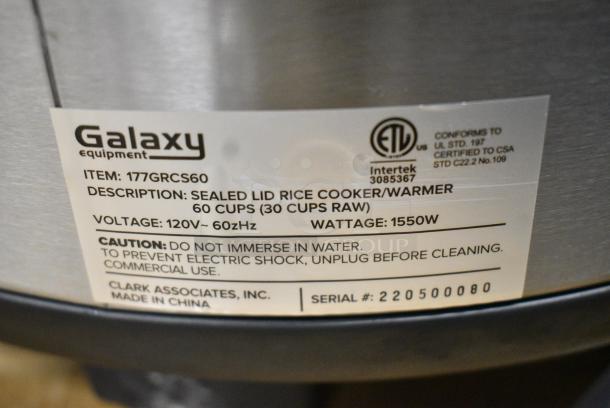 Galaxy
equipment
ETL
US
Intertek
3085367
CONFORMS TO
UL STD. 197
CERTIFIED TO CSA
STD C22.2 No.109
ITEM: 177GRCS60
DESCRIPTION: SEALED LID RICE COOKER/WARMER
60 CUPS (30 CUPS RAW)
VOLTAGE: 120V~ 60zHz WATTAGE: 1550W
CAUTION: DO NOT IMMERSE IN WATER.
TO PREVENT ELECTRIC SHOCK, UNPLUG BEFORE CLEANING.
COMMERCIAL USE.
CLARK ASSOCIATES, INC.
MADE IN CHINA
SERIAL #: 220500080